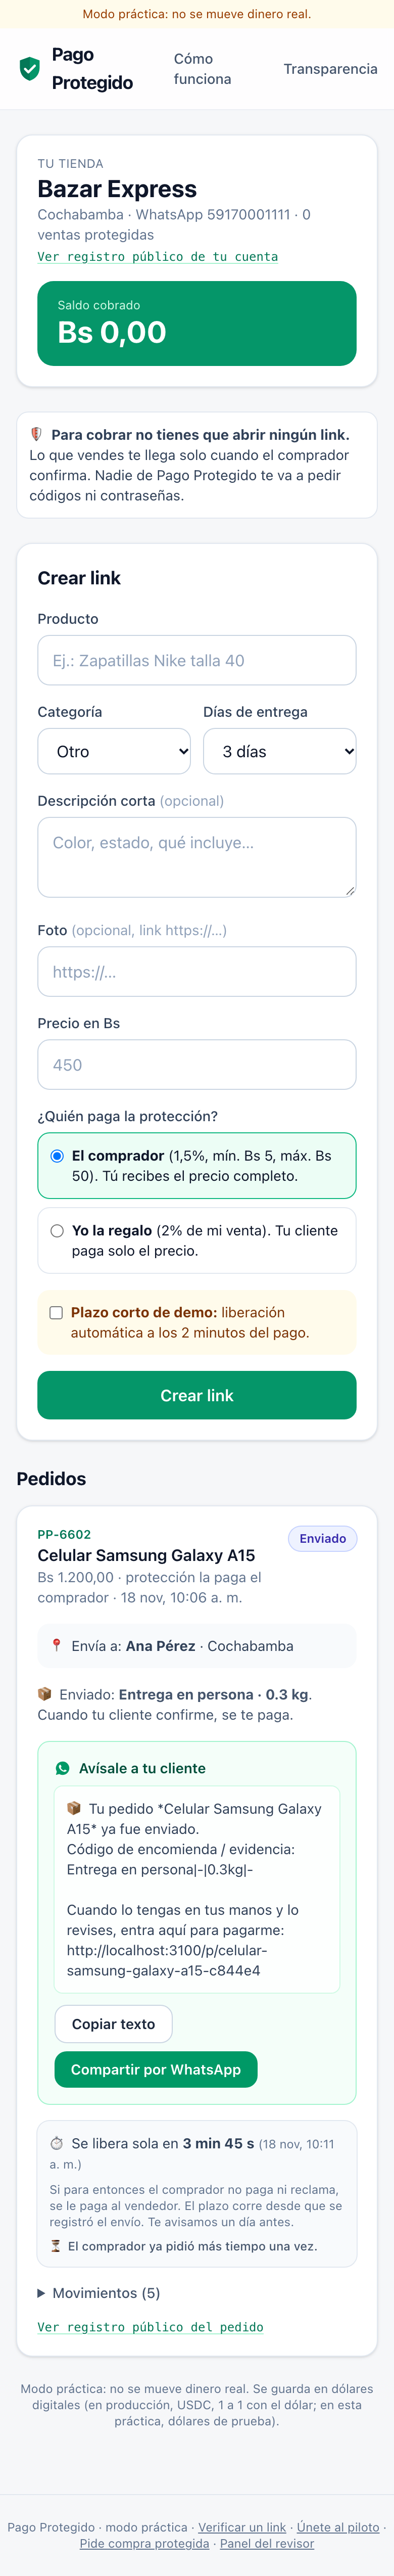 Modo práctica: no se mueve dinero real.
Pago
Protegido
Cómo
funciona
Transparencia
TU TIENDA
Bazar Express
Cochabamba · WhatsApp 59170001111 · 0
ventas protegidas
Ver registro público de tu cuenta
Saldo cobrado
Bs 0,00
Para cobrar no tienes que abrir ningún link.
Lo que vendes te llega solo cuando el comprador
confirma. Nadie de Pago Protegido te va a pedir
códigos ni contraseñas.
Crear link
Producto
Ej.: Zapatillas Nike talla 40
Categoría
Días de entrega
Otro
3 días
Descripción corta (opcional)
Color, estado, qué incluye...
Foto (opcional, link https://...)
https://...
Precio en Bs
450
¿Quién paga la protección?
El comprador (1,5%, mín. Bs 5, máx. Bs
50). Tú recibes el precio completo.
Yo la regalo (2% de mi venta). Tu cliente
paga solo el precio.
Plazo corto de demo: liberación
automática a los 2 minutos del pago.
Crear link
Pedidos
PP-6602
Enviado
Celular Samsung Galaxy A15
Bs 1.200,00 · protección la paga el
comprador · 18 nov, 10:06 a. m.
Envía a: Ana Pérez · Cochabamba
Enviado: Entrega en persona · 0.3 kg.
Cuando tu cliente confirme, se te paga.
Avísale a tu cliente
Tu pedido *Celular Samsung Galaxy
A15* ya fue enviado.
Código de encomienda / evidencia:
Entrega en persona|-|0.3kg|-
Cuando lo tengas en tus manos y lo
revises, entra aquí para pagarme:
http://localhost:3100/p/celular-
samsung-galaxy-a15-c844e4
Copiar texto
Compartir por WhatsApp
Se libera sola en 3 min 45 s (18 nov, 10:11
a. m.)
Si para entonces el comprador no paga ni reclama,
se le paga al vendedor. El plazo corre desde que se
registró el envío. Te avisamos un día antes.
El comprador ya pidió más tiempo una vez.
Movimientos (5)
Ver registro público del pedido
Modo práctica: no se mueve dinero real. Se guarda en dólares
digitales (en producción, USDC, 1 a 1 con el dólar; en esta
práctica, dólares de prueba).
Pago Protegido · modo práctica · Verificar un link · Únete al piloto ·
Pide compra protegida · Panel del revisor